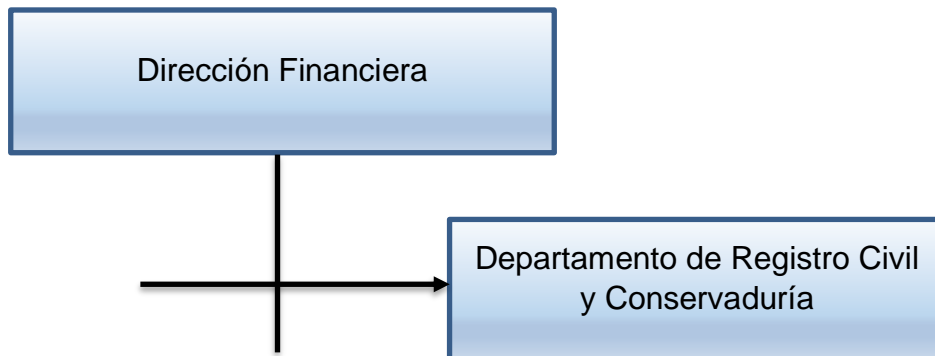 Dirección Financiera
Departamento de Registro Civil
y Conservaduría